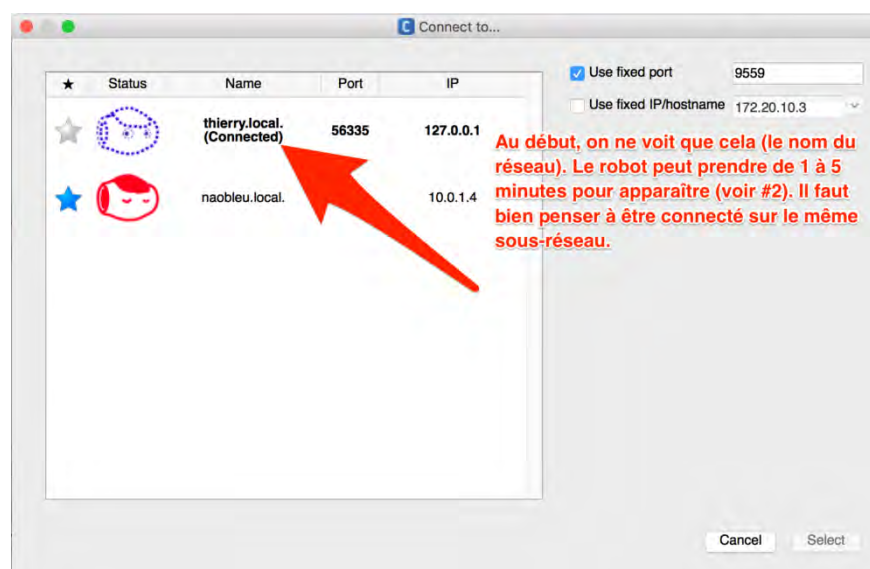 Connect to...
★ Status Name Port IP
thierry.local.
(Connected) 56335 127.0.0.1
naobleu.local. 10.0.1.4
Use fixed port 9559
Use fixed IP/hostname 172.20.10.3
Au début, on ne voit que cela (le nom du
réseau). Le robot peut prendre de 1 à 5
minutes pour apparaître (voir #2). Il faut
bien penser à être connecté sur le même
sous-réseau.
Cancel Select